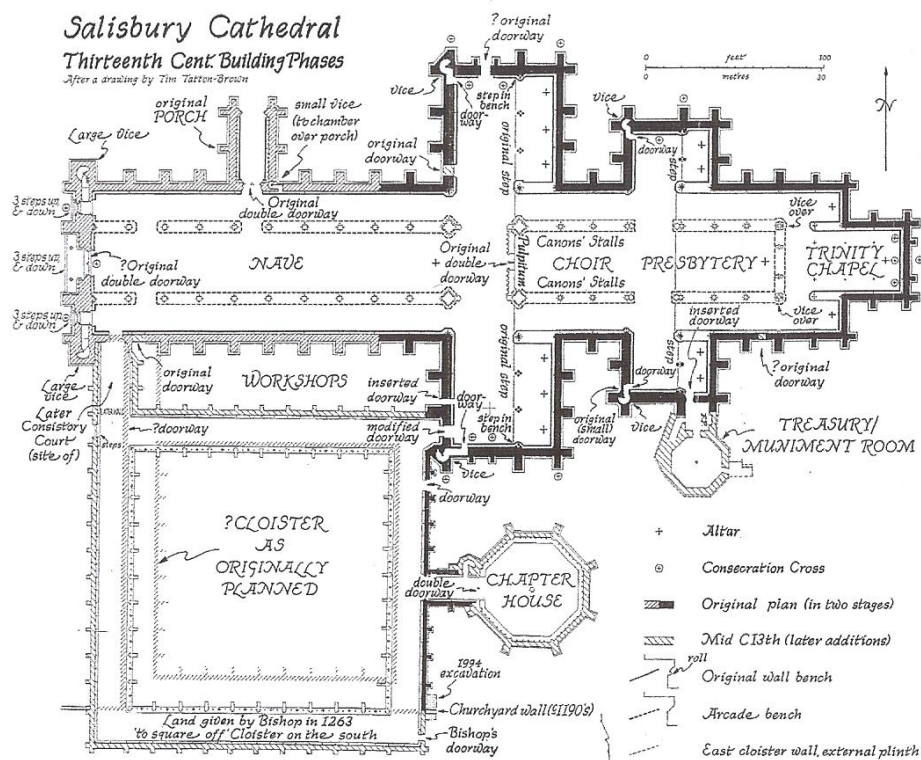 Salisbury Cathedral
Thirteenth Cent. Building Phases
After a drawing by Tim Tatton-Brown
? original
doorway
feet
0
100
0
metres
30
N
vice
door-
way
step in
bench
original
PORCH
small vice
(to chamber
over porch)
original
doorway
Large vice
original step
vice
doorway
step
3 steps up
& down
Original
double doorway
vice
over
3 steps up
& down
? Original
double doorway
NAVE
Original
double
doorway
Pulpitum
Canons' Stalls
CHOIR
Canons' Stalls
PRESBYTERY
TRINITY
CHAPEL
3 steps up
& down
inserted
doorway
vice
over
Large
vice
original
doorway
WORKSHOPS
inserted
doorway
original step
step
doorway
? original
doorway
Later
Consistory
Court
(site of)
steps
? doorway
modified
doorway
door-
way
step in
bench
original
(small)
doorway
vice
TREASURY/
MUNIMENT ROOM
vice
doorway
? CLOISTER
AS
ORIGINALLY
PLANNED
double
doorway
CHAPTER
HOUSE
Altar
Consecration Cross
Original plan (in two stages)
Mid C13th (later additions)
roll
Original wall bench
Arcade bench
East cloister wall, external plinth
1994
excavation
Churchyard wall (?1190's)
Land given by Bishop in 1263
'to square off' Cloister on the south
Bishop's
doorway